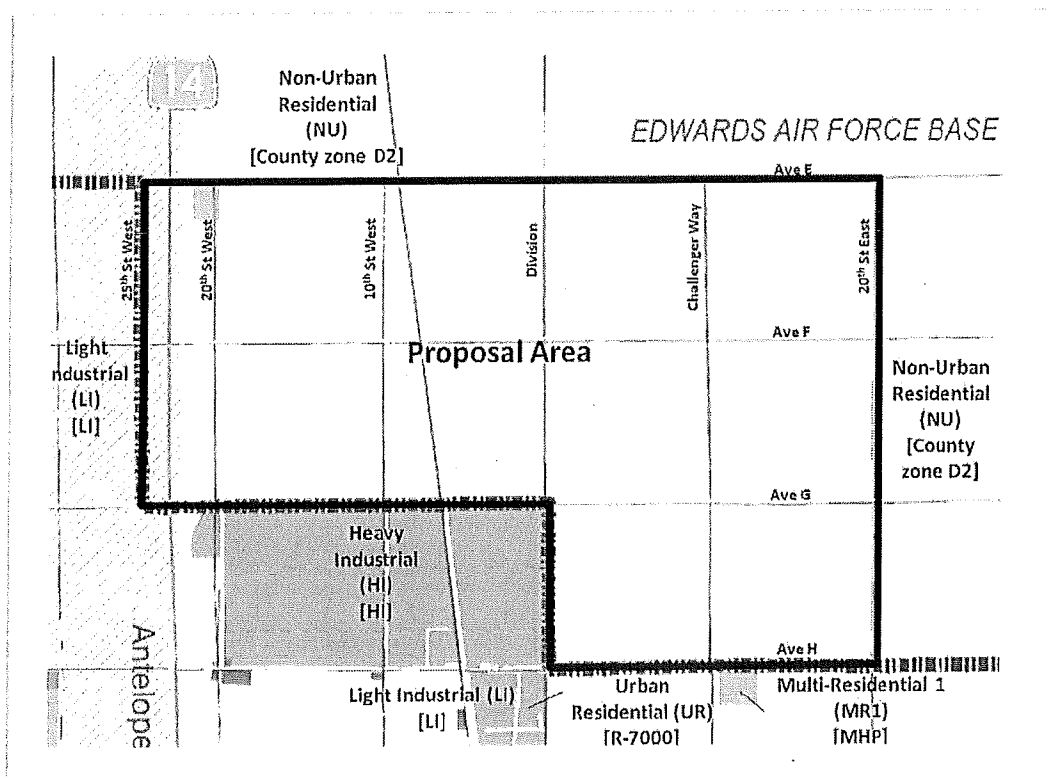 14
Non-Urban
Residential
(NU)
[County zone D2]
EDWARDS AIR FORCE BASE
Ave E
25th St West
20th St West
10th St West
Division
Challenger Way
20th St East
Ave F
Proposal Area
Light
ndustrial
(LI)
[LI]
Non-Urban
Residential
(NU)
[County
zone D2]
Ave G
Heavy
Industrial
(HI)
[HI]
Antelope
Ave H
Light Industrial (LI)
[LI]
Urban
Residential (UR)
[R-7000]
Multi-Residential 1
(MR1)
[MHP]